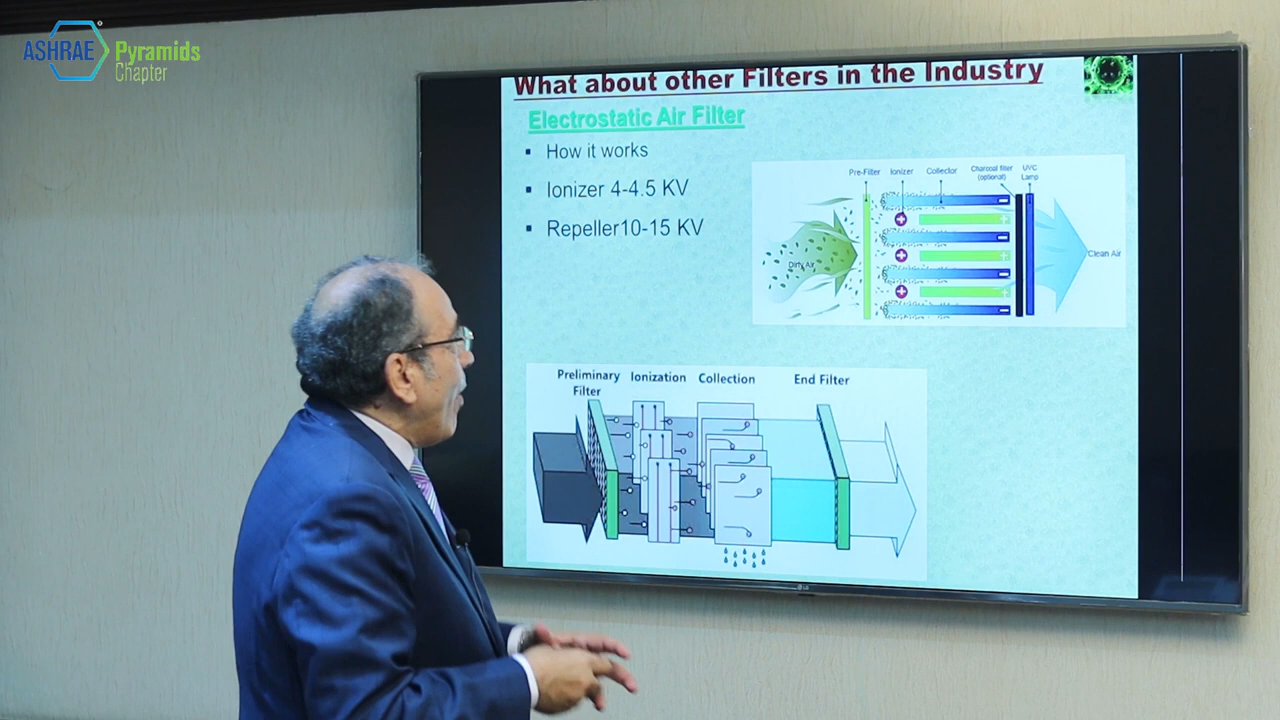 ASHRAE Pyramids
Chapter
What about other Filters in the Industry
Electrostatic Air Filter
▪ How it works
▪ Ionizer 4-4.5 KV
▪ Repeller10-15 KV
Pre-Filter Ionizer Collector Charcoal filter (optional) UVC Lamp
Dirty Air
Clean Air
Preliminary Filter Ionization Collection End Filter
LG